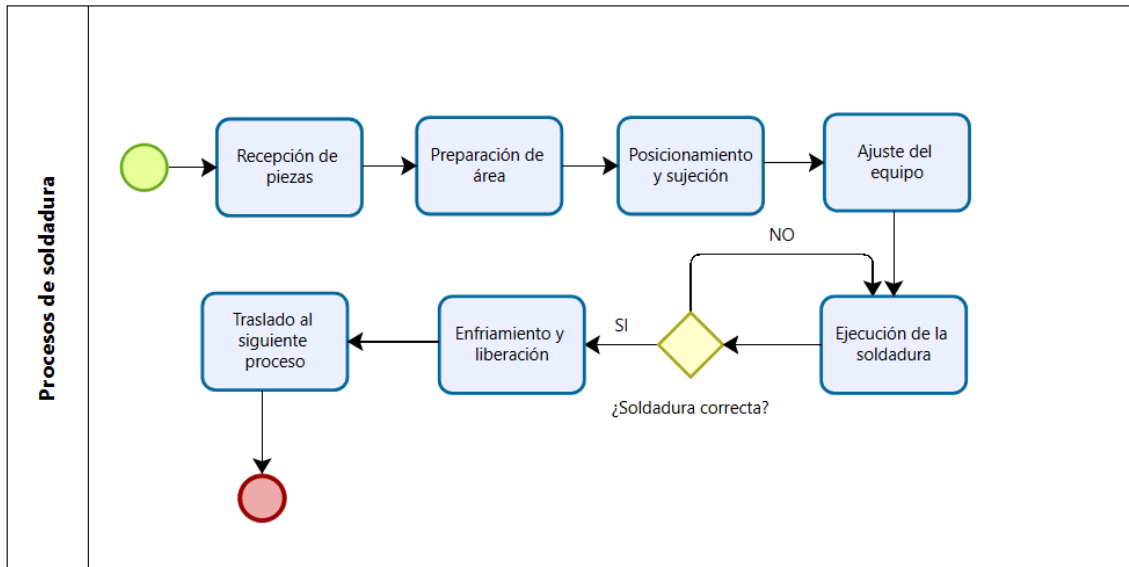 Procesos de soldadura
Recepción de
piezas
Preparación de
área
Posicionamiento
y sujeción
Ajuste del
equipo
NO
Ejecución de la
soldadura
¿Soldadura correcta?
SI
Enfriamiento y
liberación
Traslado al
siguiente
proceso